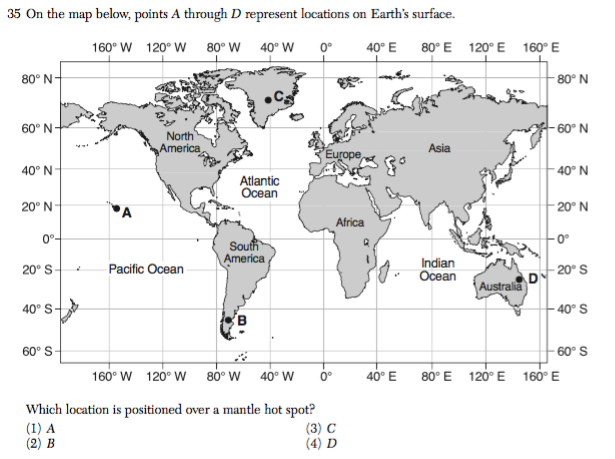 35 On the map below, points A through D represent locations on Earth's surface.
160° W 120° W 80° W 40° W 0° 40° E 80° E 120° E 160° E
80° N 80° N
C
60° N 60° N
North
America
Europe
Asia
40° N 40° N
Atlantic
Ocean
20° N 20° N
A
Africa
0° 0°
South
America
Pacific Ocean
Indian
Ocean
20° S 20° S
D
Australia
40° S 40° S
B
60° S 60° S
160° W 120° W 80° W 40° W 0° 40° E 80° E 120° E 160° E
Which location is positioned over a mantle hot spot?
(1) A (3) C
(2) B (4) D